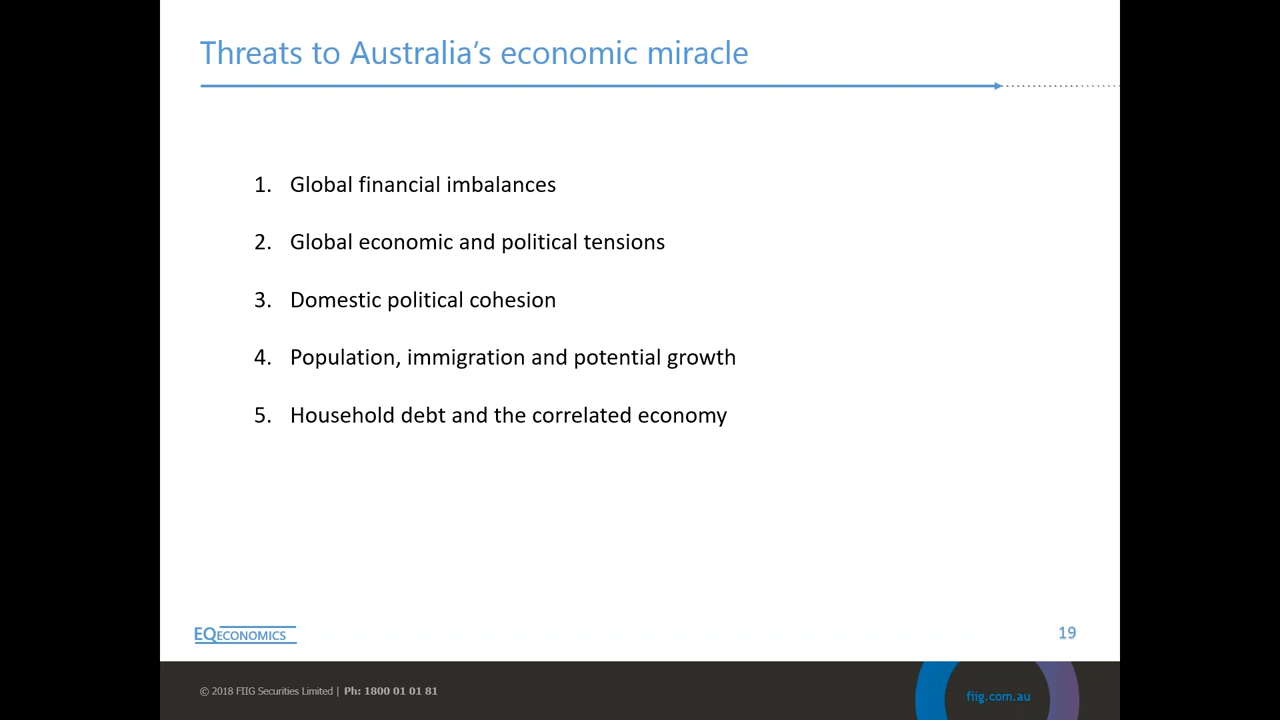 Threats to Australia’s economic miracle
1. Global financial imbalances
2. Global economic and political tensions
3. Domestic political cohesion
4. Population, immigration and potential growth
5. Household debt and the correlated economy
EQECONOMICS
19
© 2018 FIIG Securities Limited | Ph: 1800 01 01 81
fiig.com.au